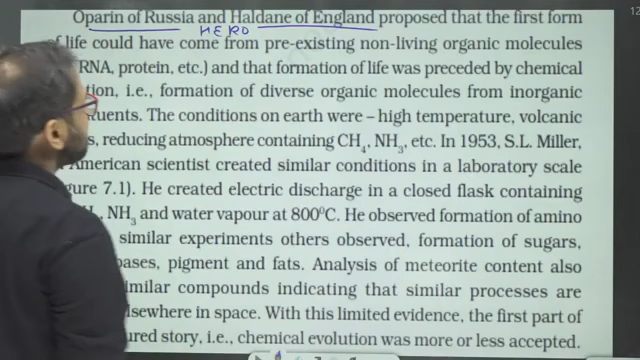 Oparin of Russia and Haldane of England proposed that the first form
HERO
of life could have come from pre-existing non-living organic molecules
RNA, protein, etc.) and that formation of life was preceded by chemical
tion, i.e., formation of diverse organic molecules from inorganic
uents. The conditions on earth were – high temperature, volcanic
s, reducing atmosphere containing CH₄, NH₃, etc. In 1953, S.L. Miller,
American scientist created similar conditions in a laboratory scale
gure 7.1). He created electric discharge in a closed flask containing
NH₃ and water vapour at 800⁰C. He observed formation of amino
similar experiments others observed, formation of sugars,
bases, pigment and fats. Analysis of meteorite content also
milar compounds indicating that similar processes are
lsewhere in space. With this limited evidence, the first part of
ured story, i.e., chemical evolution was more or less accepted.
12